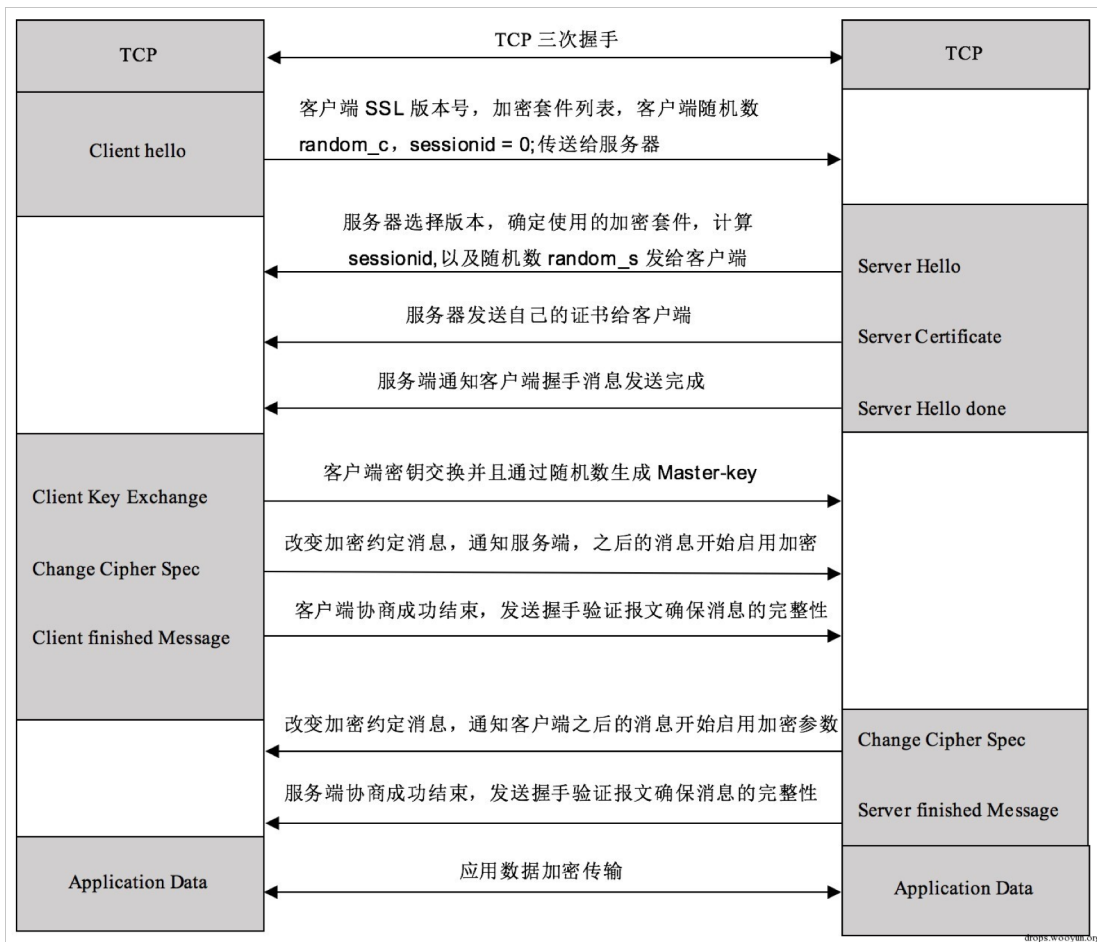 TCP
TCP 三次握手
TCP
Client hello
客户端 SSL 版本号，加密套件列表，客户端随机数
random_c，sessionid = 0;传送给服务器
服务器选择版本，确定使用的加密套件，计算
sessionid,以及随机数 random_s 发给客户端
Server Hello
服务器发送自己的证书给客户端
Server Certificate
服务端通知客户端握手消息发送完成
Server Hello done
客户端密钥交换并且通过随机数生成 Master-key
Client Key Exchange
改变加密约定消息，通知服务端，之后的消息开始启用加密
Change Cipher Spec
客户端协商成功结束，发送握手验证报文确保消息的完整性
Client finished Message
改变加密约定消息，通知客户端之后的消息开始启用加密参数
Change Cipher Spec
服务端协商成功结束，发送握手验证报文确保消息的完整性
Server finished Message
Application Data
应用数据加密传输
Application Data
drops.wooyun.org